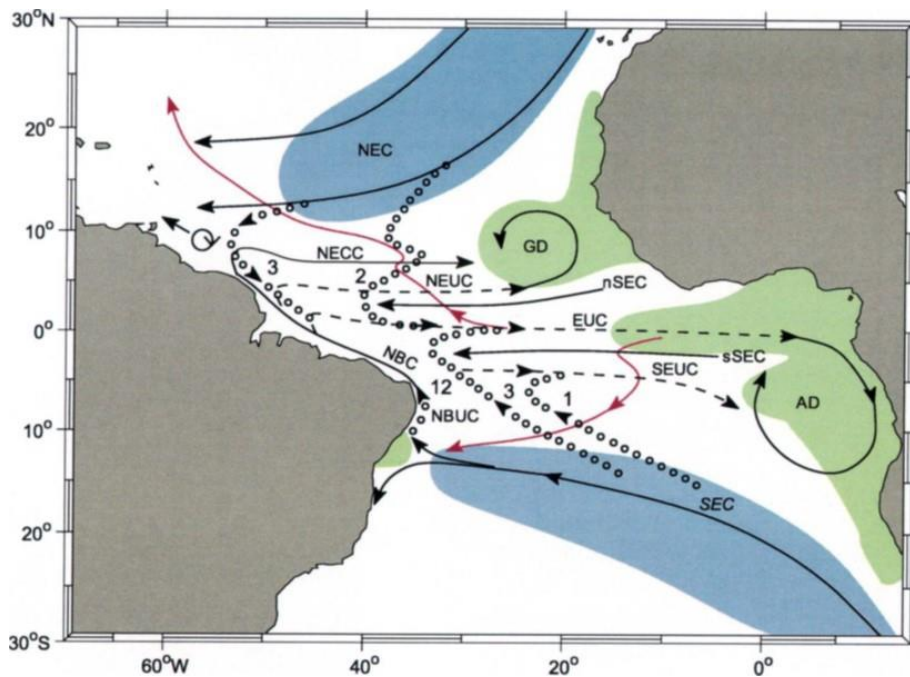 30°N
20°
10°
0°
10°
20°
30°S
60°W
40°
20°
0°
NEC
GD
NECC
3
2
NEUC
nSEC
EUC
NBC
sSEC
SEUC
12
3
1
NBUC
AD
SEC